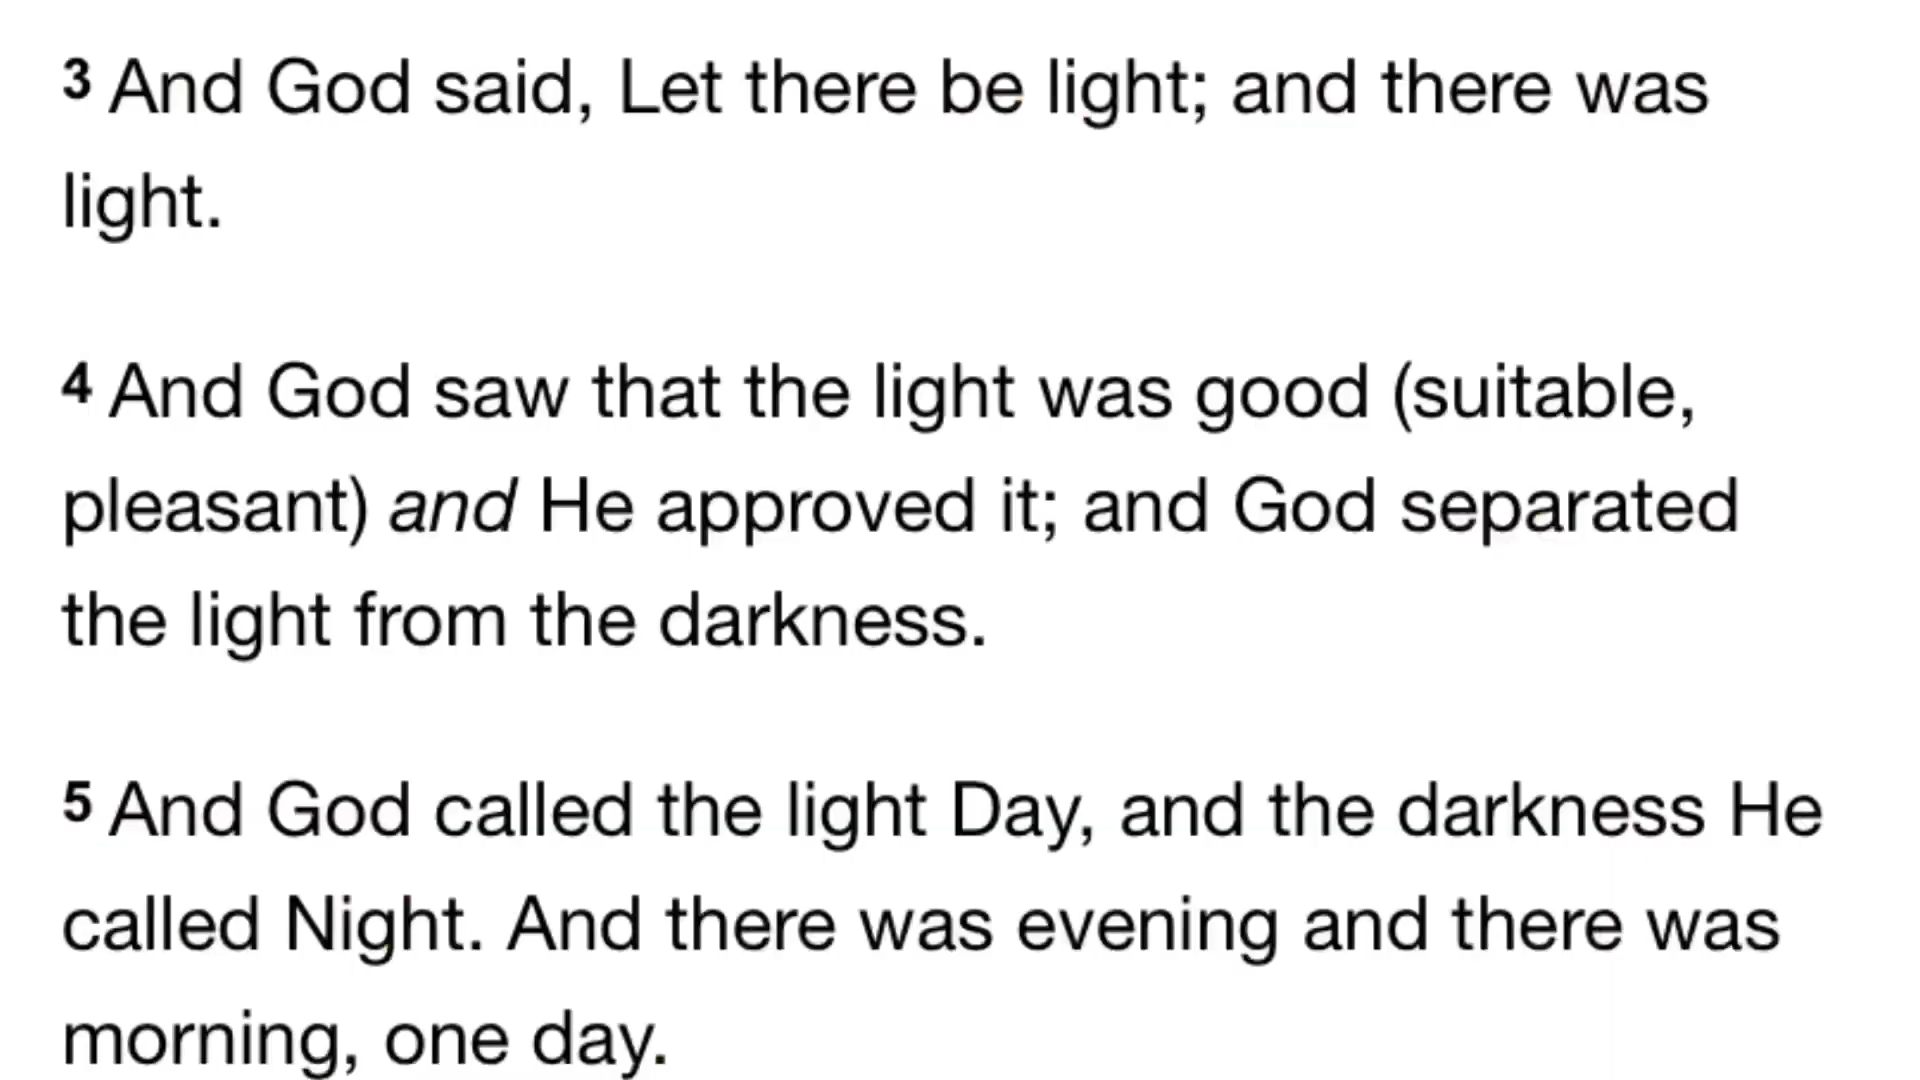 3 And God said, Let there be light; and there was
light.
4 And God saw that the light was good (suitable,
pleasant) and He approved it; and God separated
the light from the darkness.
5 And God called the light Day, and the darkness He
called Night. And there was evening and there was
morning, one day.